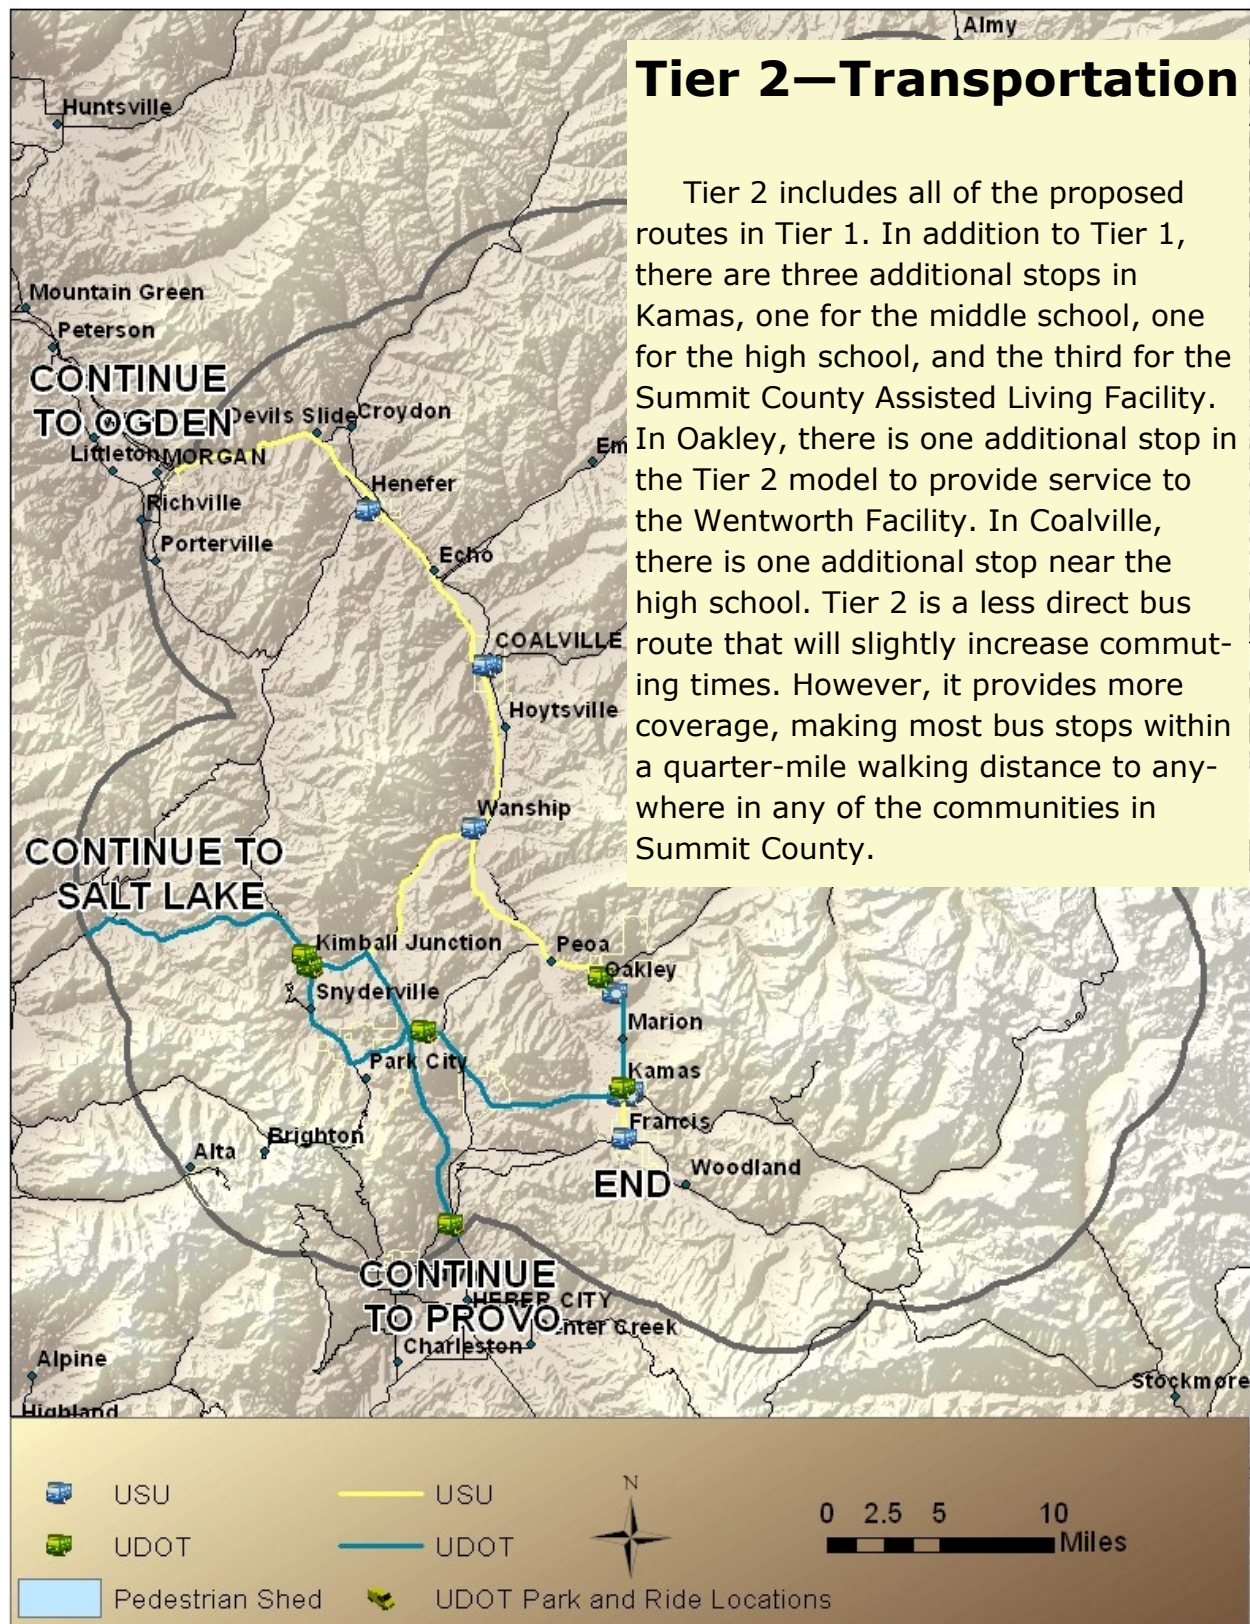 Almy
Tier 2—Transportation
Huntsville
Tier 2 includes all of the proposed
routes in Tier 1. In addition to Tier 1,
there are three additional stops in
Kamas, one for the middle school, one
for the high school, and the third for the
Summit County Assisted Living Facility.
In Oakley, there is one additional stop in
the Tier 2 model to provide service to
the Wentworth Facility. In Coalville,
there is one additional stop near the
high school. Tier 2 is a less direct bus
route that will slightly increase commut-
ing times. However, it provides more
coverage, making most bus stops within
a quarter-mile walking distance to any-
where in any of the communities in
Summit County.
Mountain Green
Peterson
CONTINUE
TO OGDEN
Devils Slide
Croydon
Littleton
MORGAN
Em
Henefer
Richville
Porterville
Echo
COALVILLE
Hoytsville
Wanship
CONTINUE TO
SALT LAKE
Kimball Junction
Peoa
Oakley
Snyderville
Marion
Park City
Kamas
Francis
Brighton
Alta
END
Woodland
CONTINUE
TO PROVO
HEBER CITY
Center Creek
Charleston
Alpine
Stockmore
Highland
USU
USU
N
0 2.5 5 10
Miles
UDOT
UDOT
Pedestrian Shed
UDOT Park and Ride Locations